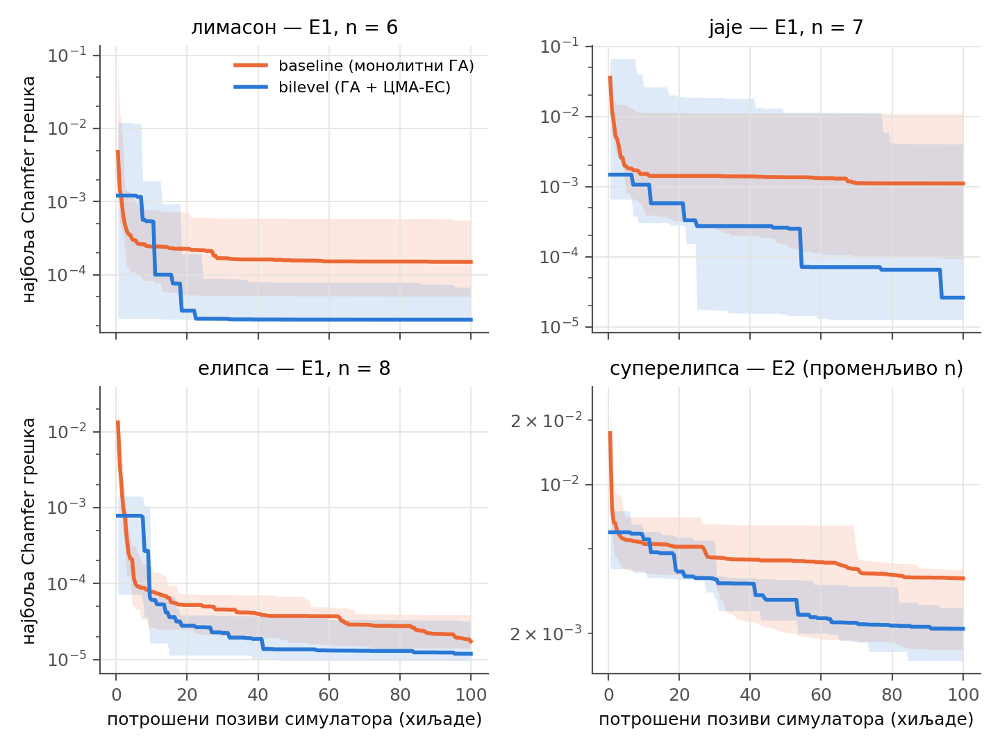 лимасон — E1, n = 6
најбоља Chamfer грешка
10⁻¹
10⁻²
10⁻³
10⁻⁴
baseline (монолитни ГА)
bilevel (ГА + ЦМА-ЕС)
јаје — E1, n = 7
10⁻¹
10⁻²
10⁻³
10⁻⁴
10⁻⁵
елипса — E1, n = 8
најбоља Chamfer грешка
10⁻²
10⁻³
10⁻⁴
10⁻⁵
0 20 40 60 80 100
потрошени позиви симулатора (хиљаде)
суперелипса — E2 (променљиво n)
2 × 10⁻²
10⁻²
2 × 10⁻³
0 20 40 60 80 100
потрошени позиви симулатора (хиљаде)